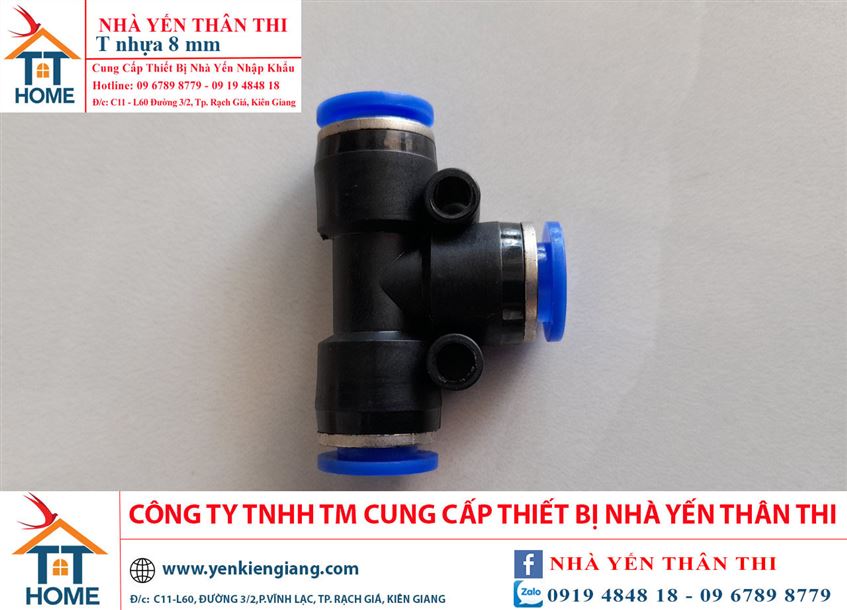 NHÀ YẾN THÂN THI
T nhựa 8 mm
Cung Cấp Thiết Bị Nhà Yến Nhập Khẩu
Hotline: 09 6789 8779 - 09 19 4848 18
Đ/c: C11 - L60 Đường 3/2, Tp. Rạch Giá, Kiên Giang
TT
HOME
CÔNG TY TNHH TM CUNG CẤP THIẾT BỊ NHÀ YẾN THÂN THI
TT
HOME
www.yenkiengiang.com
f NHÀ YẾN THÂN THI
Đ/c: C11-L60, ĐƯỜNG 3/2,P.VĨNH LẠC, TP. RẠCH GIÁ, KIÊN GIANG
Zalo 0919 4848 18 - 09 6789 8779